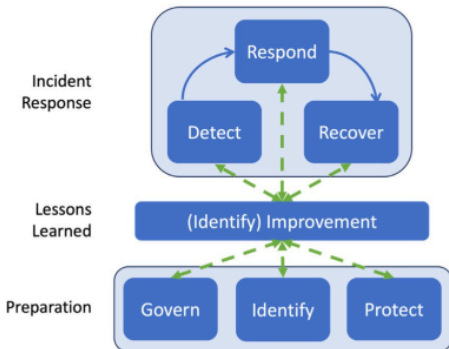 Incident
Response
Respond
Detect
Recover
Lessons
Learned
(Identify) Improvement
Preparation
Govern
Identify
Protect